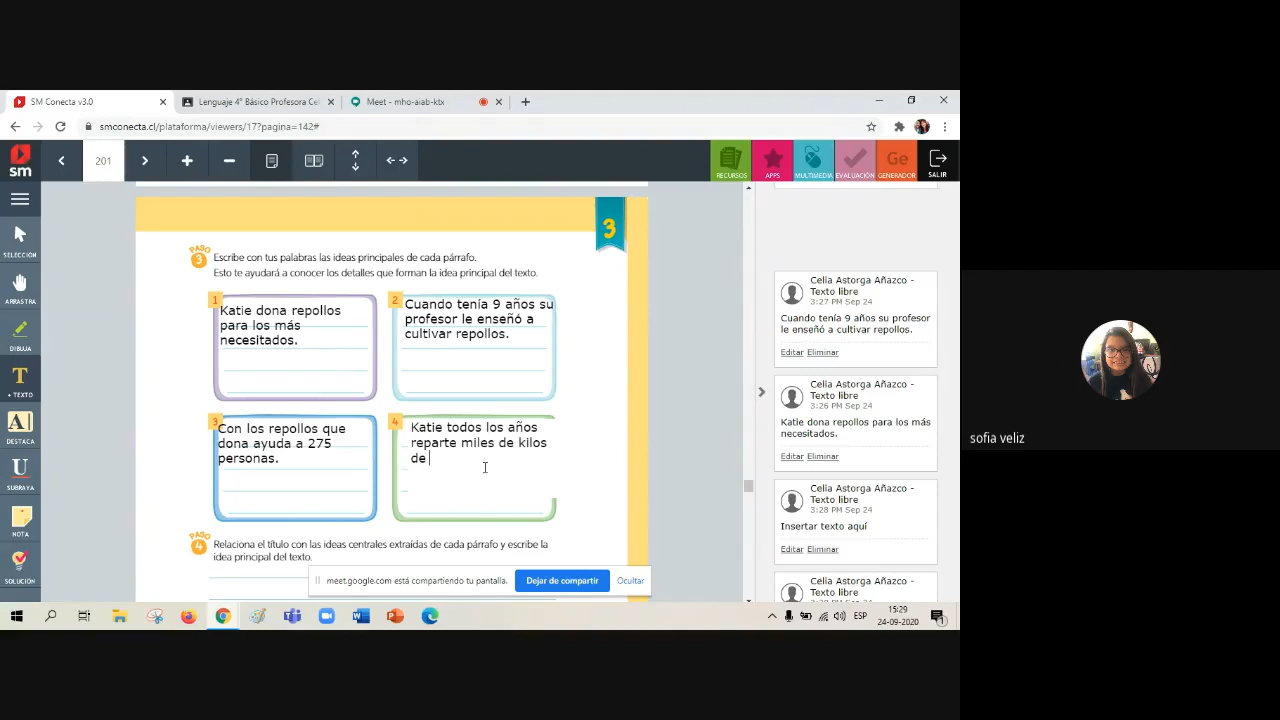 SM Conecta v3.0
Lenguaje 4° Básico Profesora Ce
Meet - mho-aiab-ktx
smconecta.cl/plataforma/viewers/17?pagina=142#
sm
201
RECURSOS
APPS
MULTIMEDIA
EVALUACIÓN
Ge
GENERADOR
SALIR
SELECCIÓN
ARRASTRA
DIBUJA
T
+ TEXTO
A
DESTACA
U
SUBRAYA
NOTA
SOLUCIÓN
3
PASO
3
Escribe con tus palabras las ideas principales de cada párrafo.
Esto te ayudará a conocer los detalles que forman la idea principal del texto.
1
Katie dona repollos
para los más
necesitados.
2
Cuando tenía 9 años su
profesor le enseñó a
cultivar repollos.
3
Con los repollos que
dona ayuda a 275
personas.
4
Katie todos los años
reparte miles de kilos
de
PASO
4
Relaciona el título con las ideas centrales extraídas de cada párrafo y escribe la
idea principal del texto.
meet.google.com está compartiendo tu pantalla.
Dejar de compartir
Ocultar
Celia Astorga Añazco -
Texto libre
3:27 PM Sep 24
Cuando tenía 9 años su profesor
le enseñó a cultivar repollos.
Editar Eliminar
Celia Astorga Añazco -
Texto libre
3:26 PM Sep 24
Katie dona repollos para los más
necesitados.
Editar Eliminar
Celia Astorga Añazco -
Texto libre
3:28 PM Sep 24
Insertar texto aquí
Editar Eliminar
Celia Astorga Añazco -
Texto libre
sofia veliz
ESP
15:29
24-09-2020
1